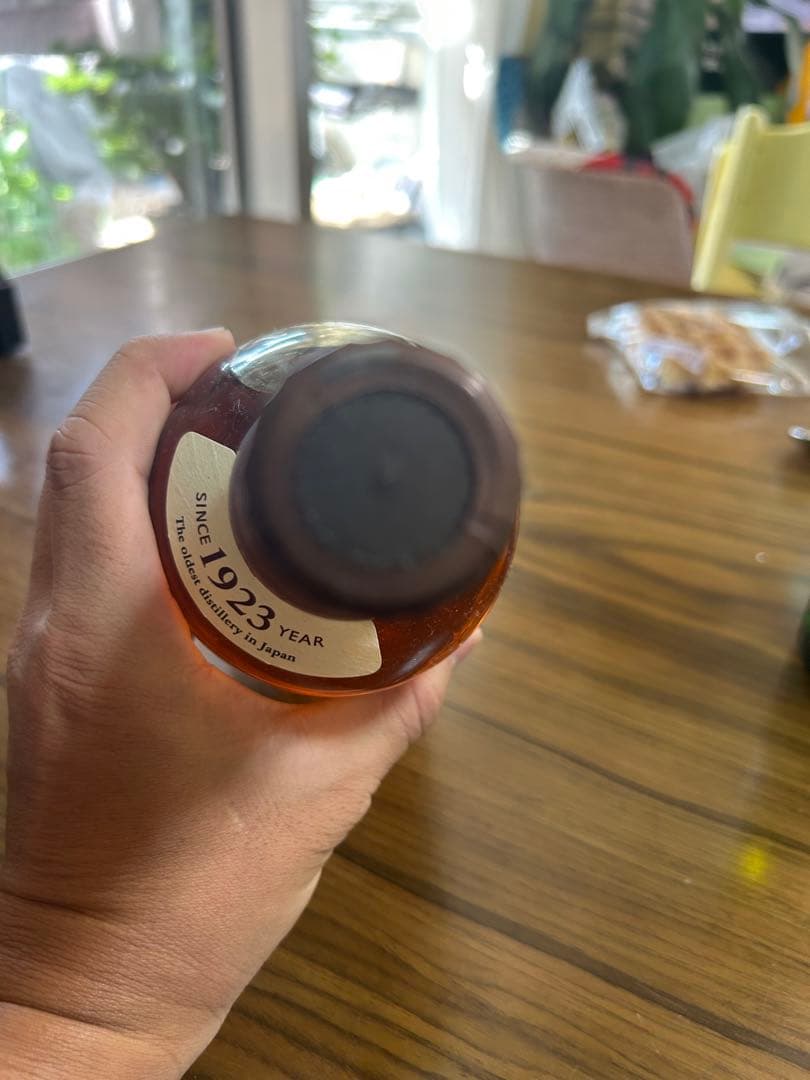 SINCE 1923 YEAR
The oldest distillery in Japan